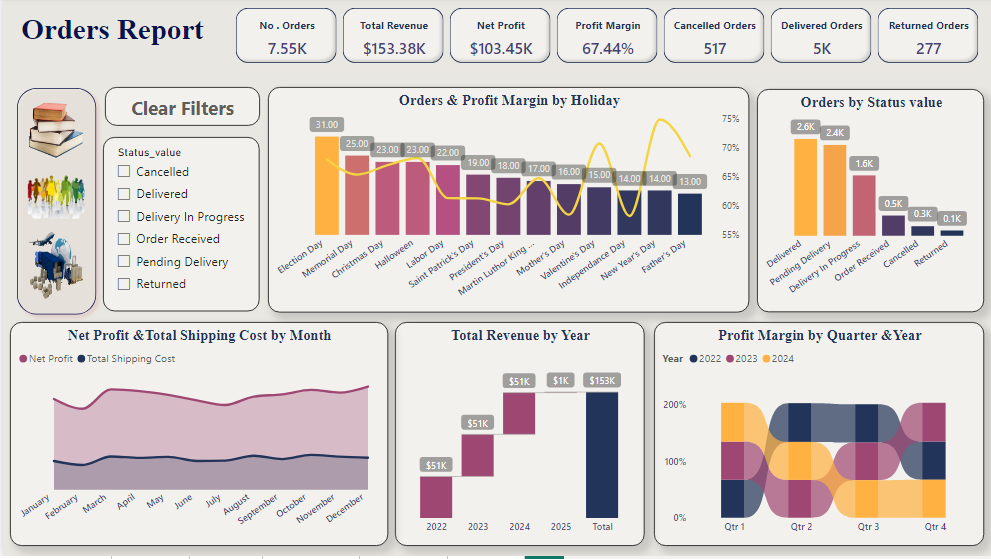 Orders Report
No . Orders
7.55K
Total Revenue
$153.38K
Net Profit
$103.45K
Profit Margin
67.44%
Cancelled Orders
517
Delivered Orders
5K
Returned Orders
277
Clear Filters
Status_value
Cancelled
Delivered
Delivery In Progress
Order Received
Pending Delivery
Returned
Orders & Profit Margin by Holiday
31.00
25.00
23.00
23.00
22.00
19.00
18.00
17.00
16.00
15.00
14.00
14.00
13.00
75%
70%
65%
60%
55%
Election Day
Memorial Day
Christmas Day
Halloween
Labor Day
Saint Patrick's Day
President's Day
Martin Luther King ...
Mother's Day
Valentine's Day
Independance Day
New Year's Day
Father's Day
Orders by Status value
2.6K
2.4K
1.6K
0.5K
0.3K
0.1K
Delivered
Pending Delivery
Delivery In Progress
Order Received
Cancelled
Returned
Net Profit &Total Shipping Cost by Month
Net Profit Total Shipping Cost
January
February
March
April
May
June
July
August
September
October
November
December
Total Revenue by Year
$51K
$51K
$51K
$1K
$153K
2022
2023
2024
2025
Total
Profit Margin by Quarter &Year
Year 2022 2023 2024
200%
100%
0%
Qtr 1
Qtr 2
Qtr 3
Qtr 4